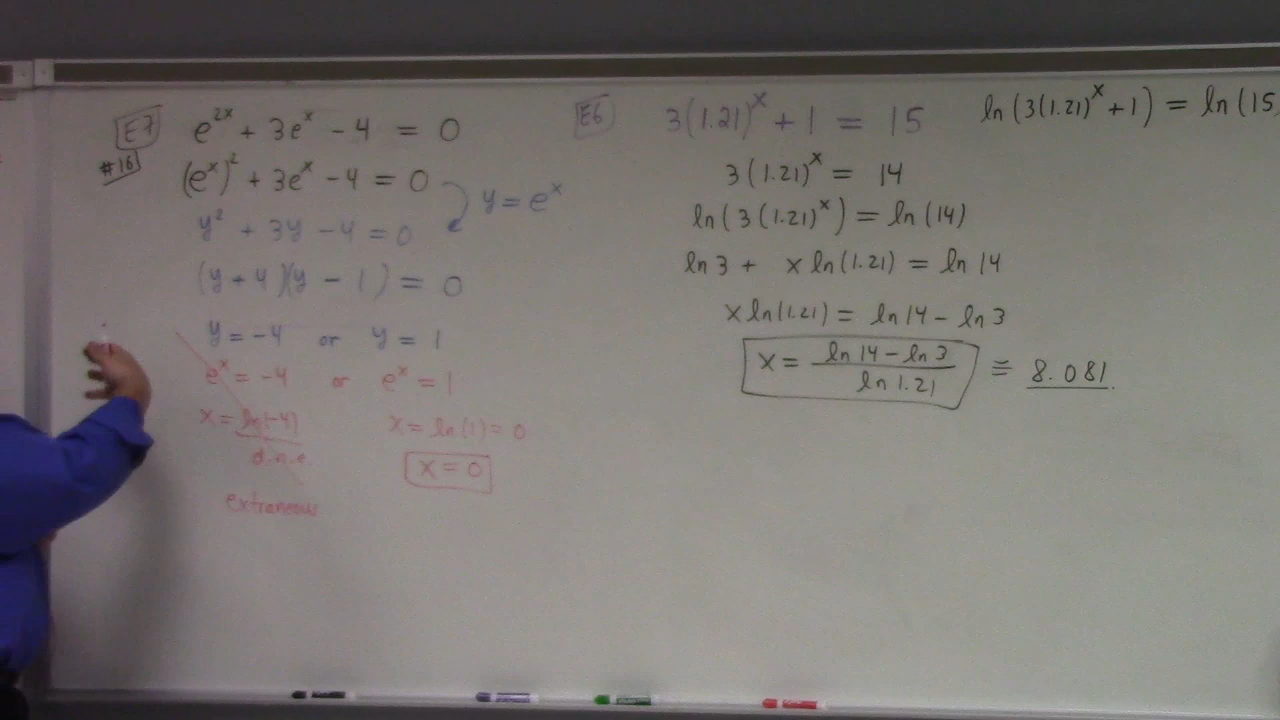 E7 e^{2x} + 3e^x - 4 = 0
#16 (e^x)^2 + 3e^x - 4 = 0
y = e^x
y^2 + 3y - 4 = 0
(y + 4)(y - 1) = 0
y = -4 or y = 1
e^x = -4 or e^x = 1
x = ln(-4) x = ln(1) = 0
d.n.e. x = 0
extraneous
E6 3(1.21)^x + 1 = 15
ln(3(1.21)^x + 1) = ln(15
3(1.21)^x = 14
ln(3(1.21)^x) = ln(14)
ln 3 + x ln(1.21) = ln 14
x ln(1.21) = ln 14 - ln 3
x = \frac{ln 14 - ln 3}{ln 1.21} ≅ 8.081.